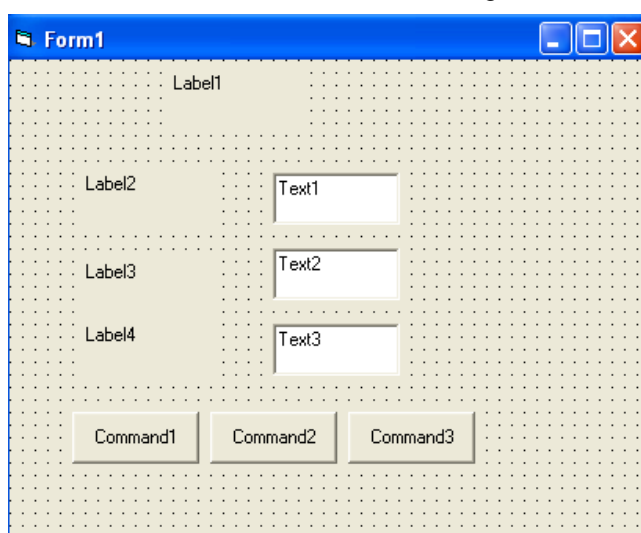 Form1
Label1
Label2
Text1
Label3
Text2
Label4
Text3
Command1 Command2 Command3